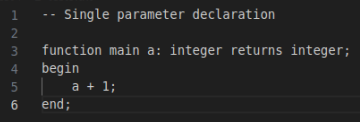 1 -- Single parameter declaration
2
3 function main a: integer returns integer;
4 begin
5     a + 1;
6 end;